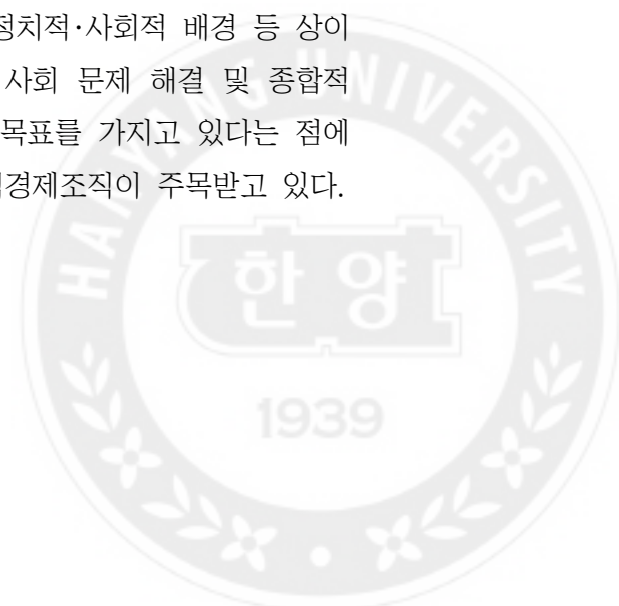 정치적·사회적 배경 등 상이
사회 문제 해결 및 종합적
목표를 가지고 있다는 점에
경제조직이 주목받고 있다.
HANYANG UNIVERSITY
한양
1939